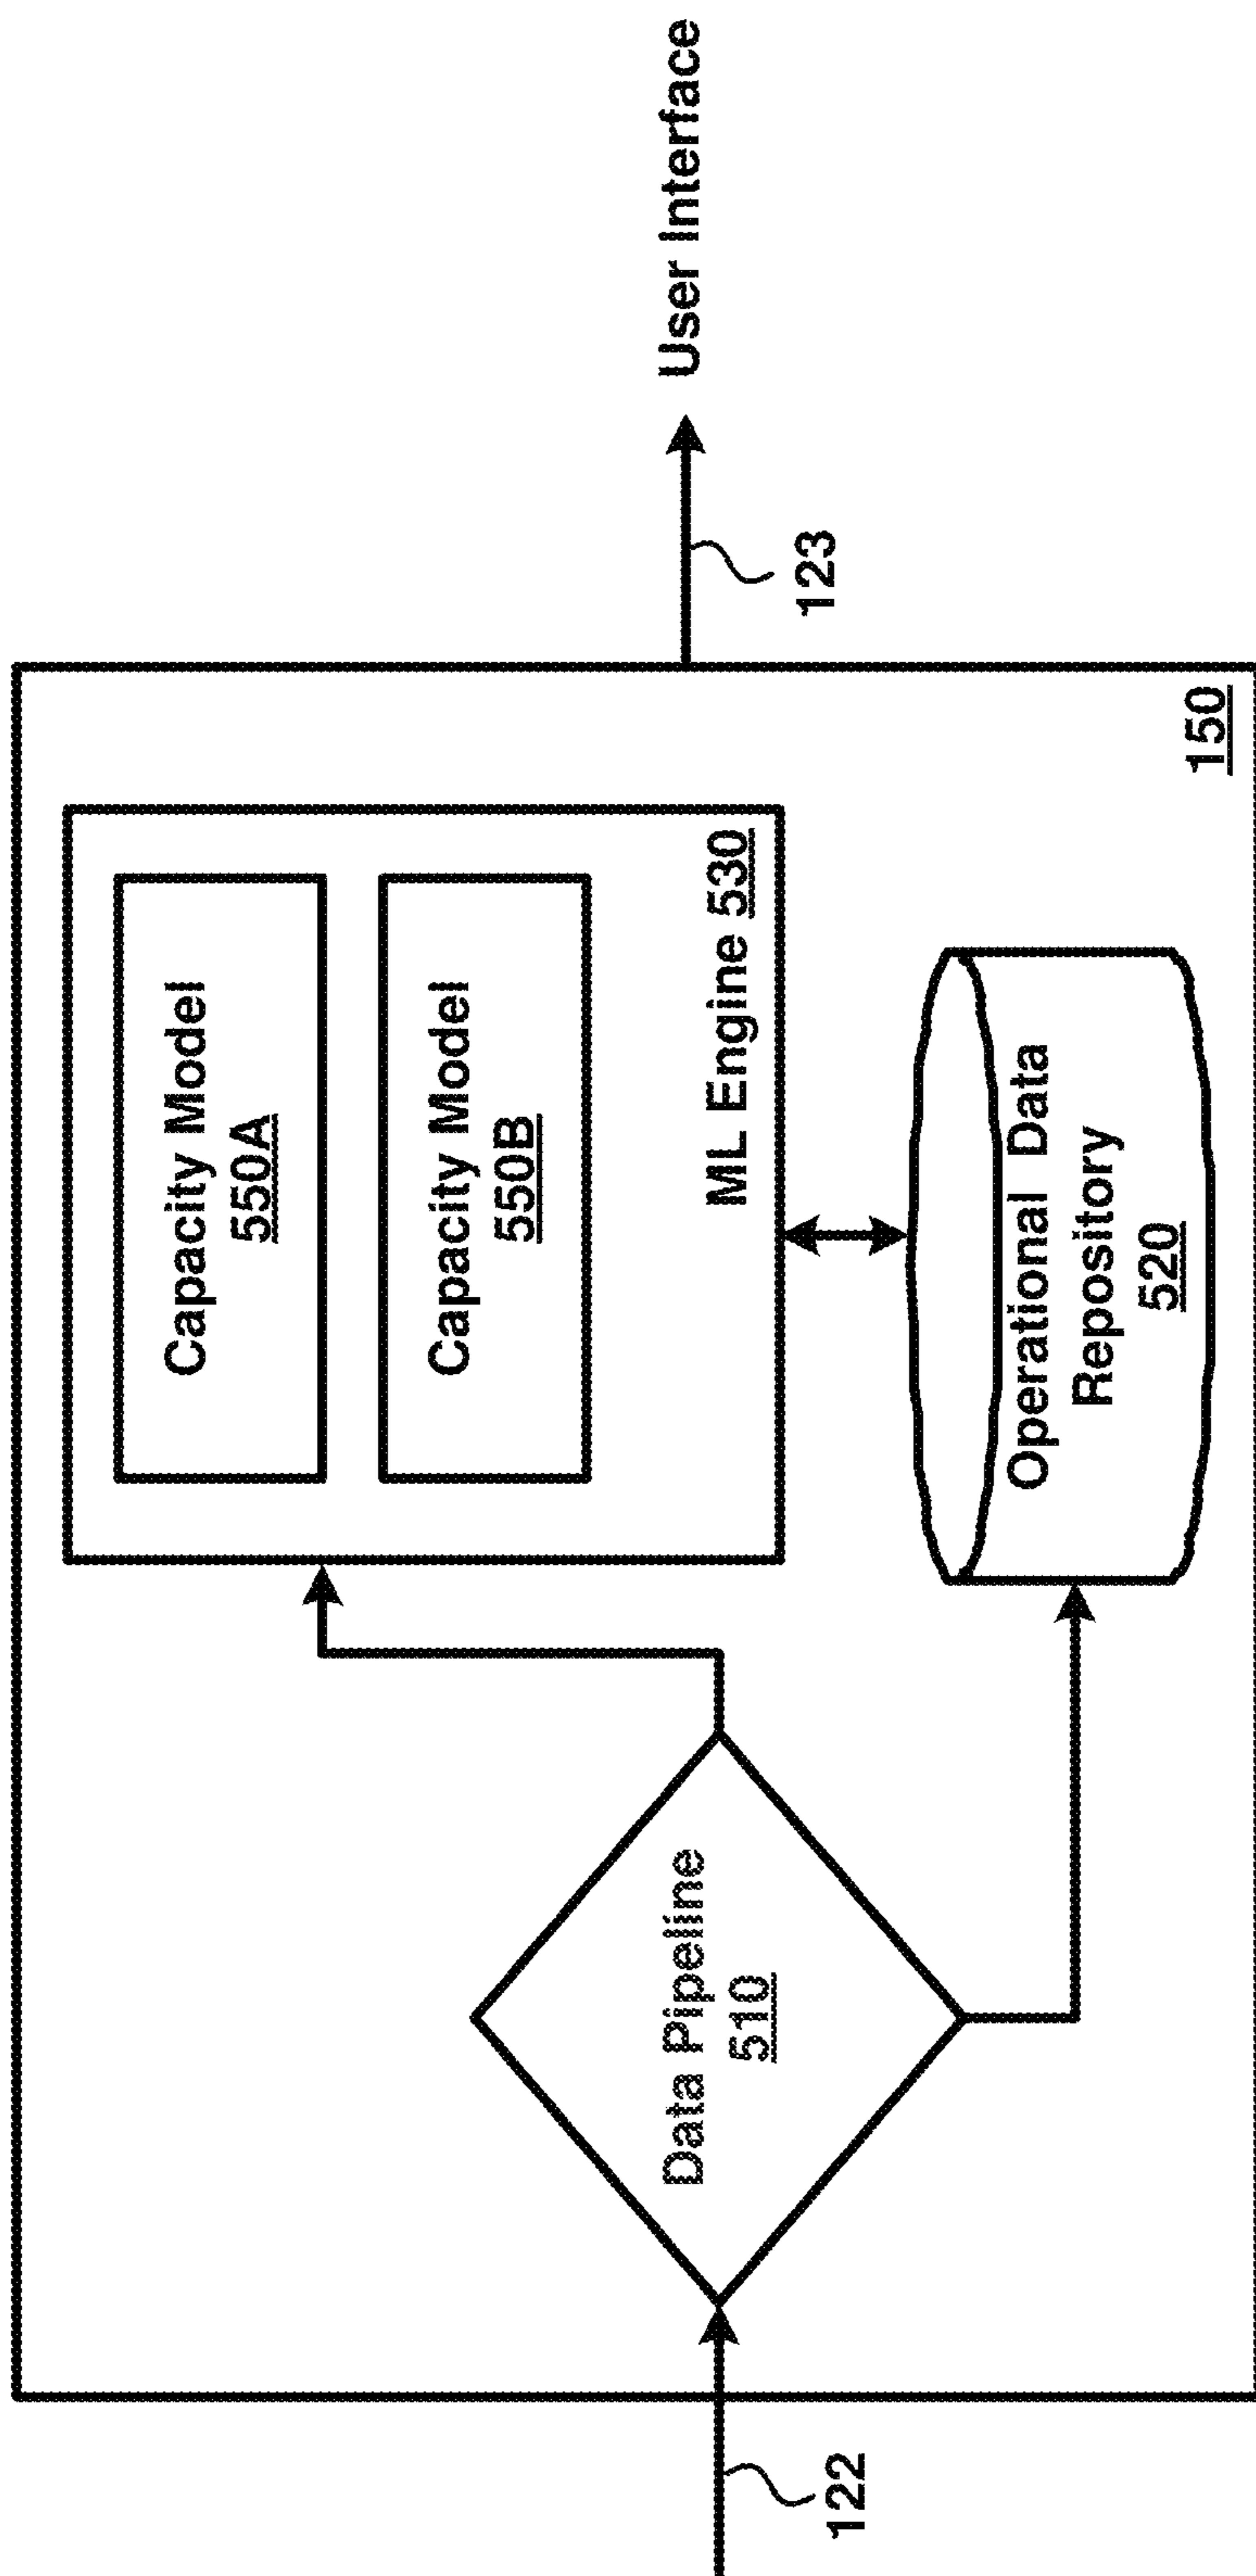 Capacity Model
550A
Capacity Model
550B
ML Engine 530
Data Pipeline
510
Operational Data
Repository
520
150
122
123
User Interface